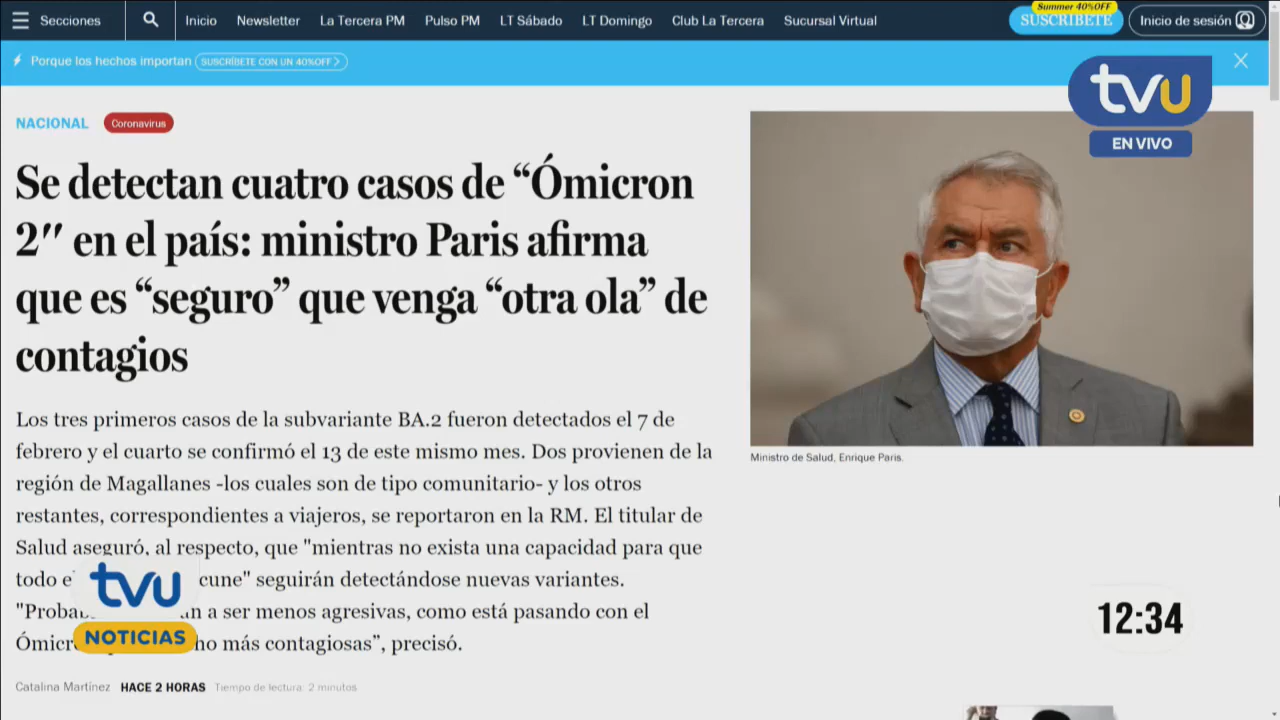 Secciones
Inicio
Newsletter
La Tercera PM
Pulso PM
LT Sábado
LT Domingo
Club La Tercera
Sucursal Virtual
Summer 40%OFF
SUSCRÍBETE
Inicio de sesión
Porque los hechos importan
SUSCRÍBETE CON UN 40%OFF
tvu
EN VIVO
NACIONAL
Coronavirus
Se detectan cuatro casos de “Ómicron
2″ en el país: ministro Paris afirma
que es “seguro” que venga “otra ola” de
contagios
Ministro de Salud, Enrique Paris.
Los tres primeros casos de la subvariante BA.2 fueron detectados el 7 de
febrero y el cuarto se confirmó el 13 de este mismo mes. Dos provienen de la
región de Magallanes -los cuales son de tipo comunitario- y los otros
restantes, correspondientes a viajeros, se reportaron en la RM. El titular de
Salud aseguró, al respecto, que "mientras no exista una capacidad para que
todo seguirán detectándose nuevas variantes.
a ser menos agresivas, como está pasando con el
más contagiosas”, precisó.
tvu
NOTICIAS
12:34
Catalina Martínez HACE 2 HORAS Tiempo de lectura: 2 minutos